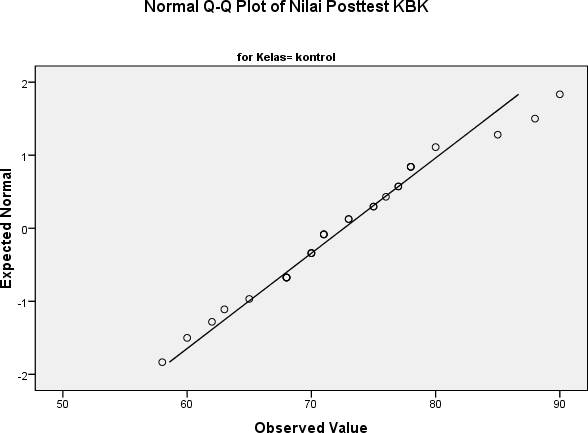 Normal Q-Q Plot of Nilai Posttest KBK
for Kelas= kontrol
Expected Normal
2
1
0
-1
-2
50
60
70
80
90
Observed Value